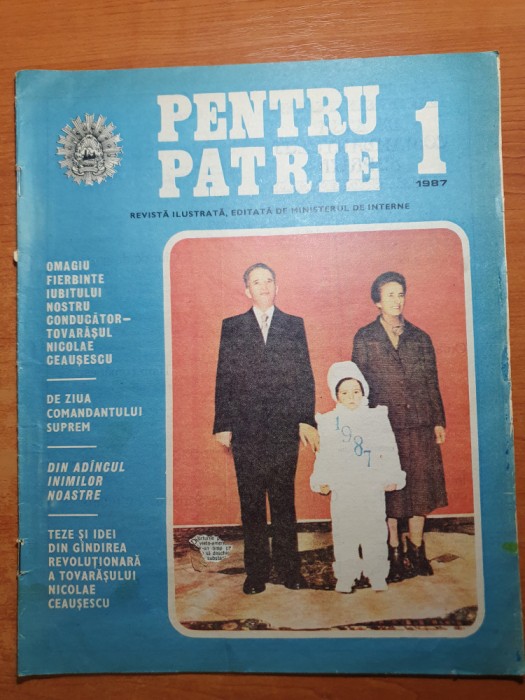 PENTRU
PATRIE
1
1987
REVISTĂ ILUSTRATĂ, EDITATĂ DE MINISTERUL DE INTERNE
OMAGIU
FIERBINTE
IUBITULUI
NOSTRU
CONDUCĂTOR—
TOVARĂȘUL
NICOLAE
CEAUȘESCU
DE ZIUA
COMANDANTULUI
SUPREM
DIN ADÎNCUL
INIMILOR
NOASTRE
TEZE ȘI IDEI
DIN GÎNDIREA
REVOLUȚIONARĂ
A TOVARĂȘULUI
NICOLAE
CEAUȘESCU
1987